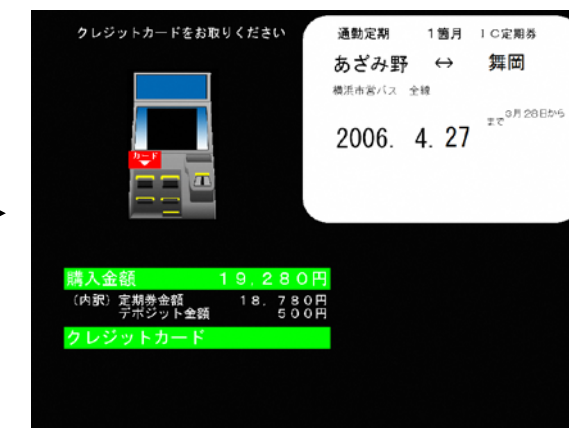 クレジットカードをお取りください
カード
購入金額 19,280円
(内訳) 定期券金額 18,780円
デポジット金額 500円
クレジットカード
通勤定期 1箇月 IC定期券
あざみ野 ↔ 舞岡
横浜市営バス 全線
3月28日から
2006. 4. 27 まで